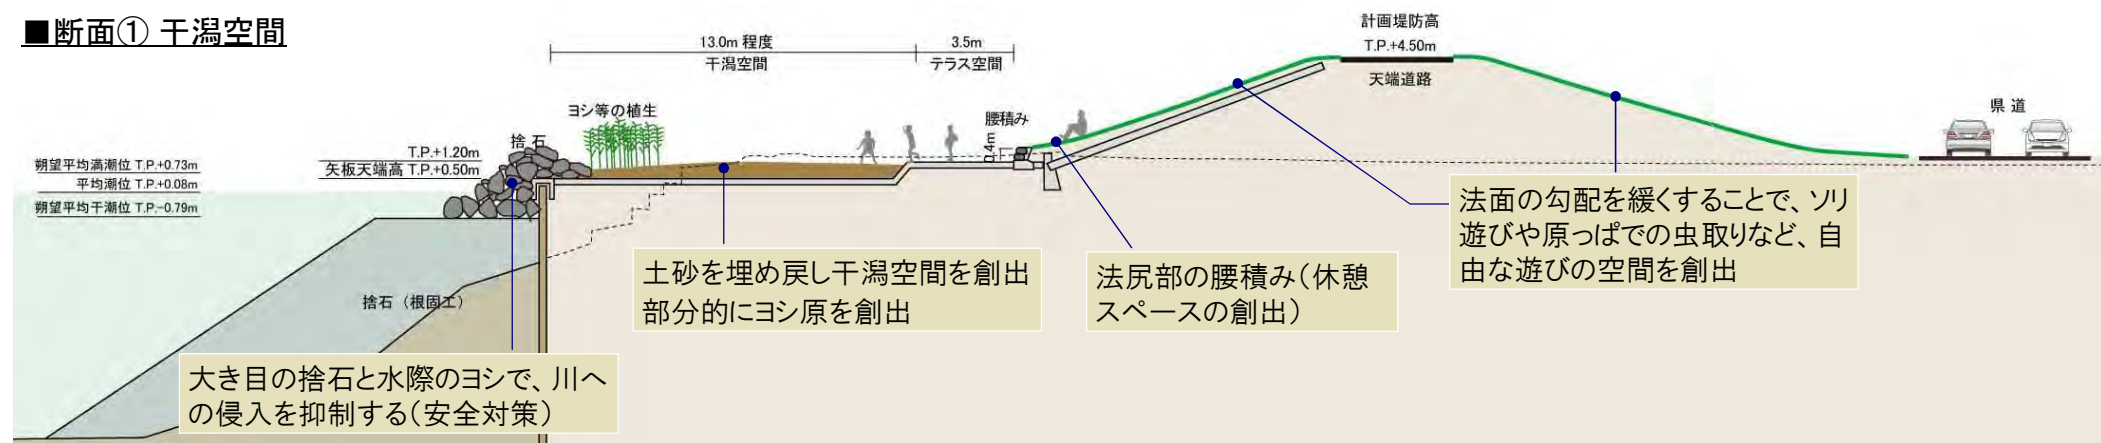 ■断面① 干潟空間
計画堤防高
T.P.+4.50m
天端道路
13.0m 程度
干潟空間
3.5m
テラス空間
県道
ヨシ等の植生
腰積み
0.4m
捨石
T.P.+1.20m
矢板天端高 T.P.+0.50m
朔望平均満潮位 T.P.+0.73m
平均潮位 T.P.+0.08m
朔望平均干潮位 T.P.-0.79m
捨石（根固工）
土砂を埋め戻し干潟空間を創出
部分的にヨシ原を創出
法尻部の腰積み（休憩
スペースの創出）
法面の勾配を緩くすることで、ソリ
遊びや原っぱでの虫取りなど、自
由な遊びの空間を創出
大き目の捨石と水際のヨシで、川へ
の侵入を抑制する（安全対策）